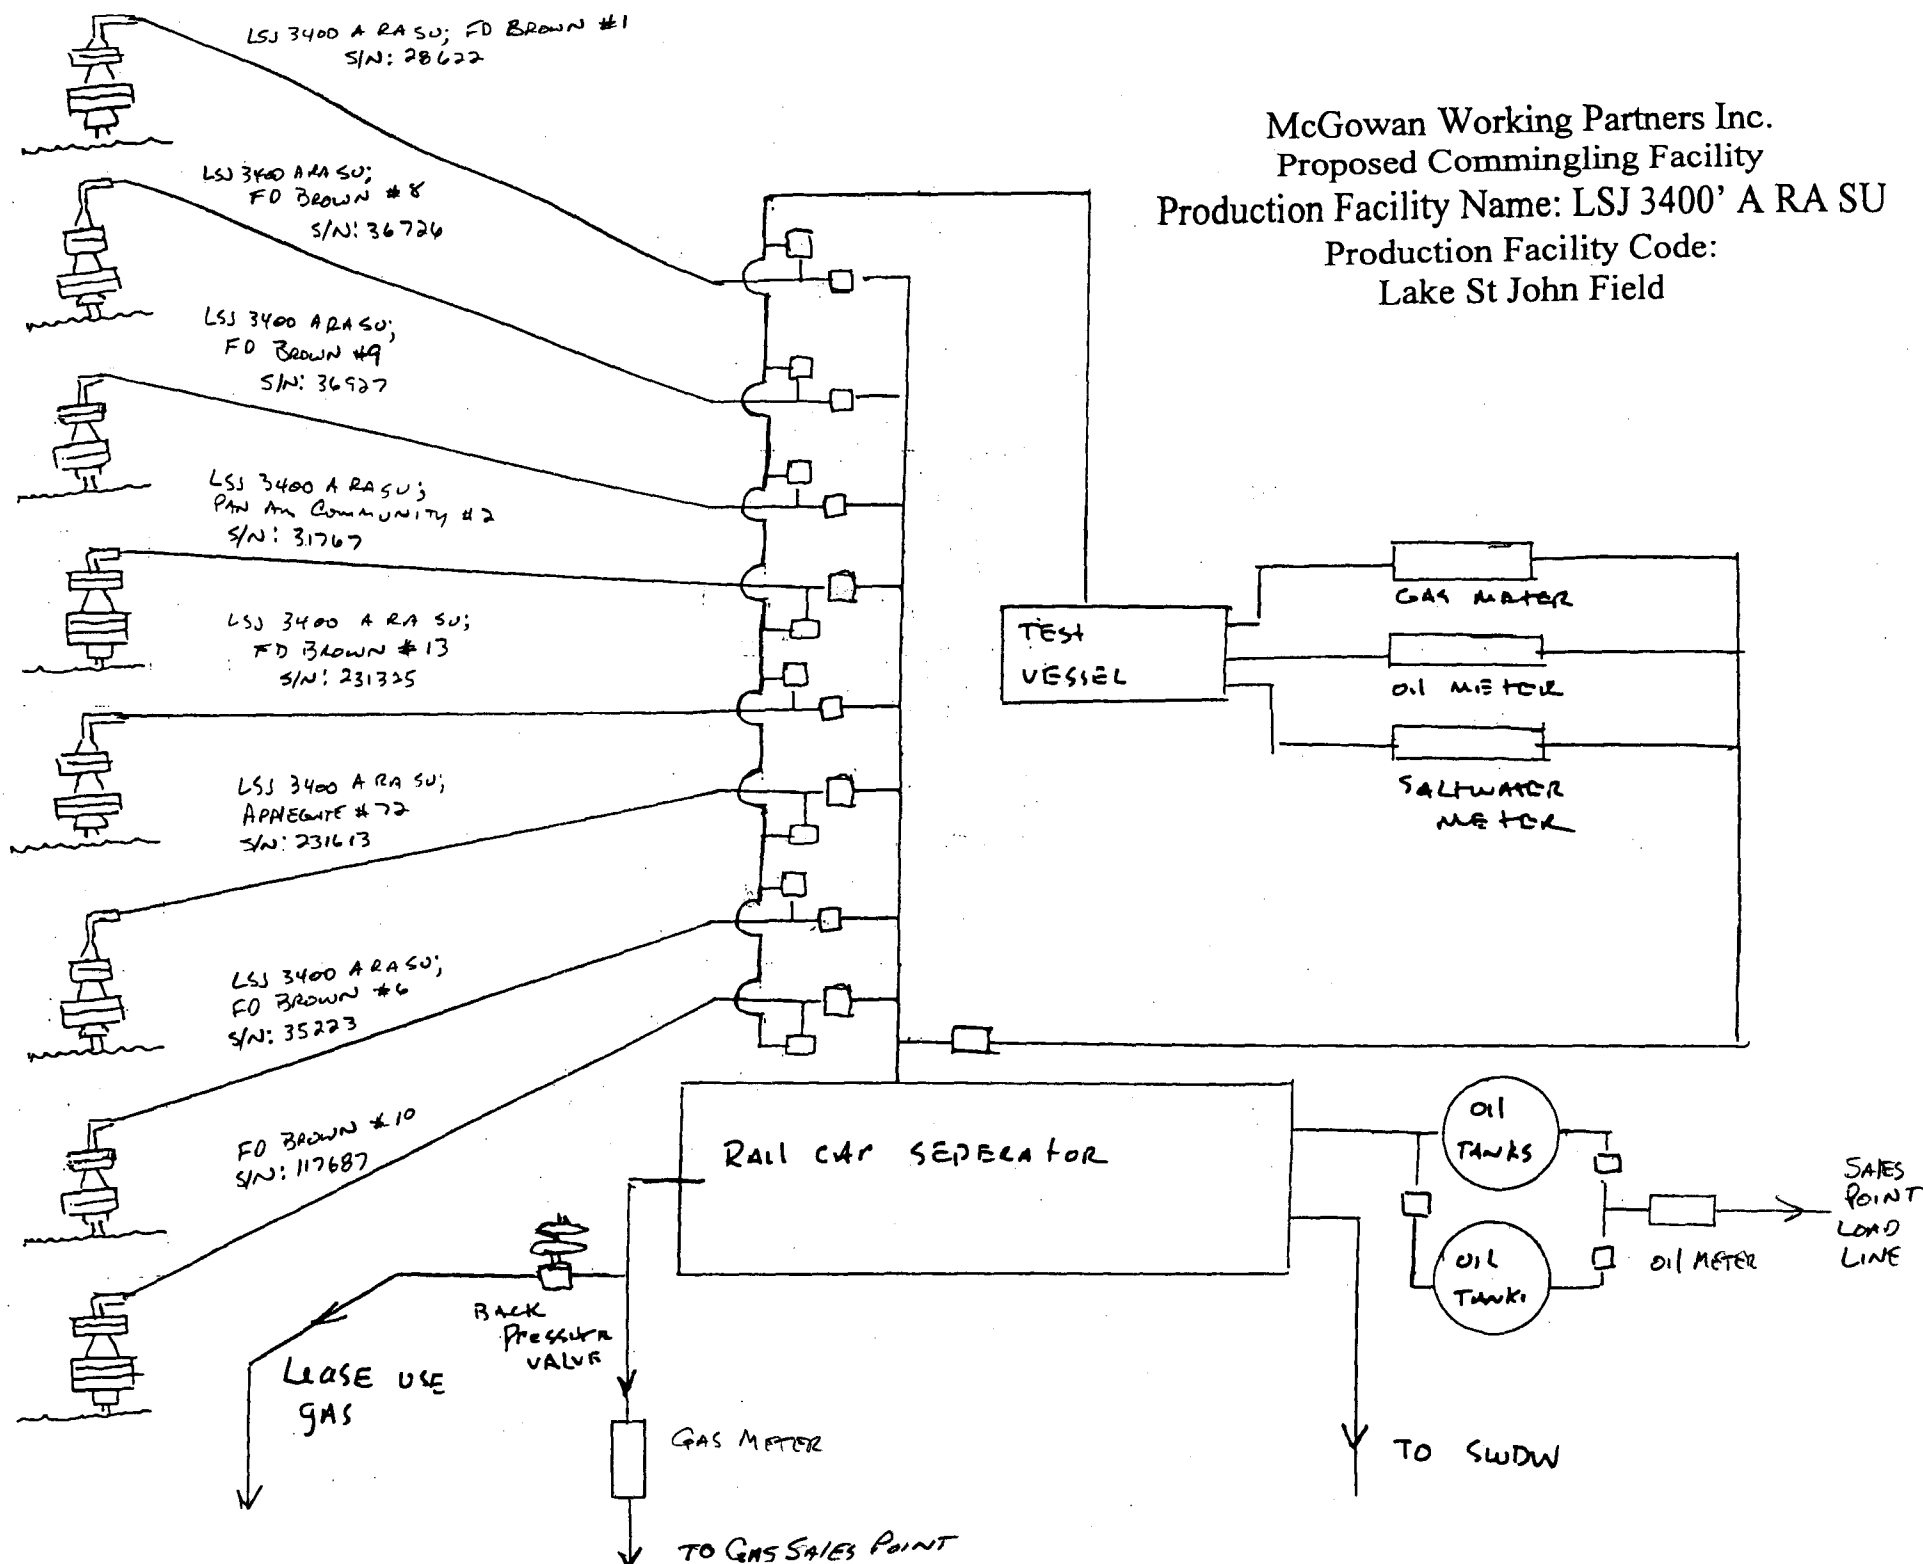 LSJ 3400 A RA SU; FD BROWN #1
S/N: 28622
McGowan Working Partners Inc.
Proposed Commingling Facility
Production Facility Name: LSJ 3400' A RA SU
Production Facility Code:
Lake St John Field
LSJ 3400 A RA SU;
FD BROWN #8
S/N: 36726
LSJ 3400 A RA SU;
FD BROWN #9
S/N: 36927
LSJ 3400 A RA SU;
PAN AM COMMUNITY #2
S/N: 31767
LSJ 3400 A RA SU;
FD BROWN #13
S/N: 231325
LSJ 3400 A RA SU;
APPLEGATE #72
S/N: 231613
LSJ 3400 A RA SU;
FD BROWN #6
S/N: 35223
FD BROWN #10
S/N: 117687
TEST
VESSEL
GAS METER
OIL METER
SALTWATER
METER
RAIL CAR SEPERATOR
OIL
TANKS
OIL
TANKS
OIL METER
SALES
POINT
LOAD
LINE
BACK
PRESSURE
VALVE
LEASE USE
GAS
GAS METER
TO SWDW
TO GAS SALES POINT